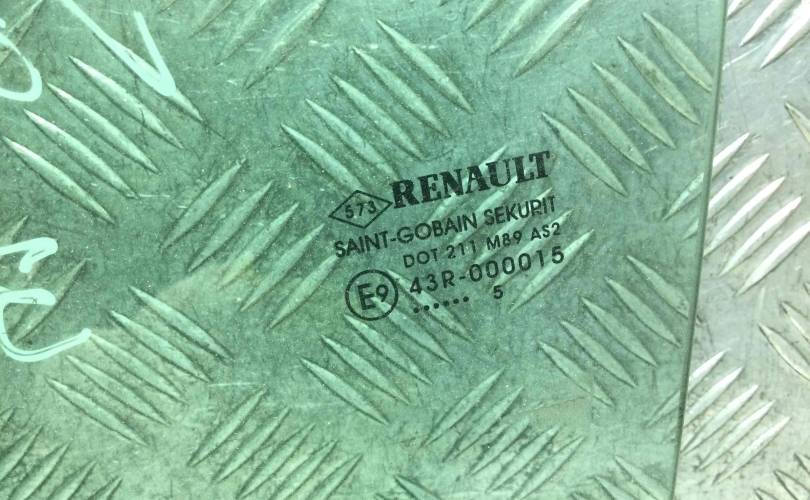 573 RENAULT
SAINT-GOBAIN SEKURIT
DOT 211 M89 AS2
E9 43R-000015
...... 5